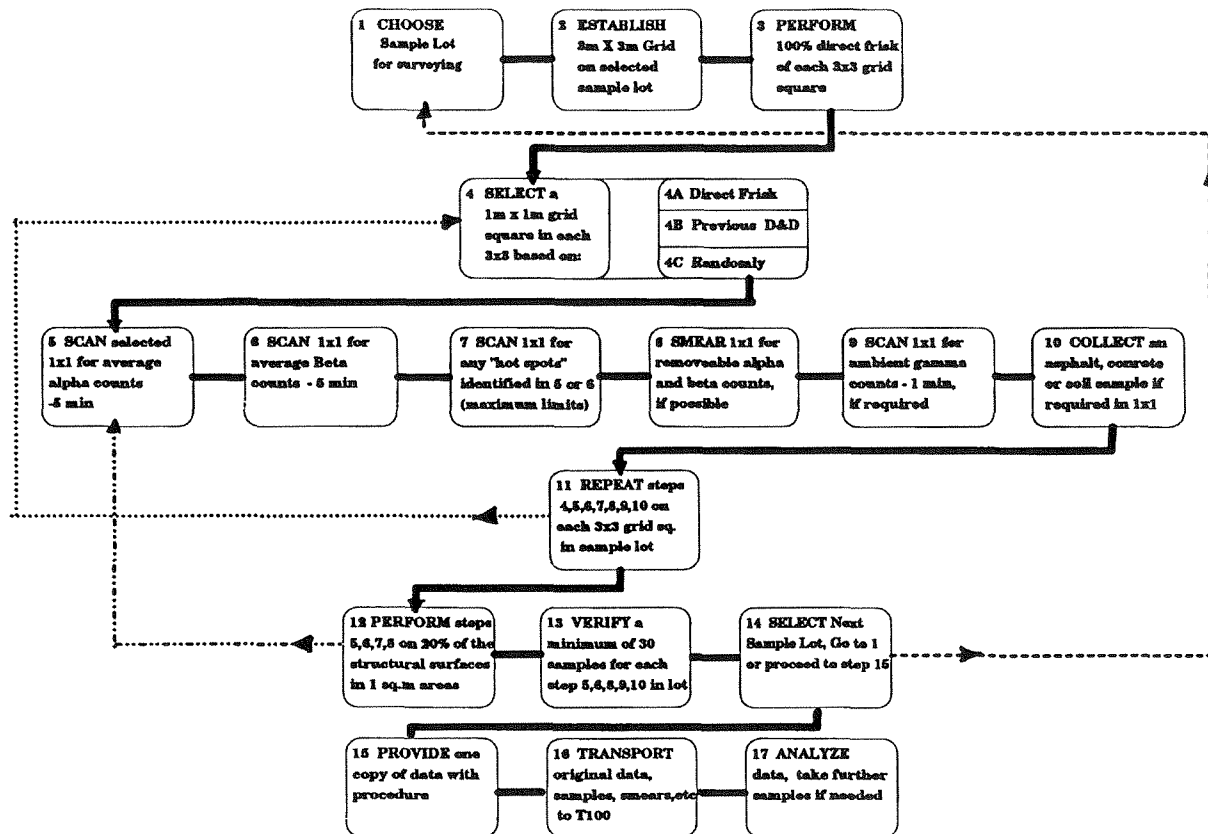 1 CHOOSE
Sample Lot
for surveying
2 ESTABLISH
3m X 3m Grid
on selected
sample lot
3 PERFORM
100% direct frisk
of each 3x3 grid
square
4 SELECT a
1m x 1m grid
square in each
3x3 based on:
4A Direct Frisk
4B Previous D&D
4C Randomly
5 SCAN selected
1x1 for average
alpha counts
-5 min
6 SCAN 1x1 for
average Beta
counts - 5 min
7 SCAN 1x1 for
any "hot spots"
identified in 5 or 6
(maximum limits)
8 SMEAR 1x1 for
removeable alpha
and beta counts,
if possible
9 SCAN 1x1 for
ambient gamma
counts - 1 min,
if required
10 COLLECT an
asphalt, conrete
or soil sample if
required in 1x1
11 REPEAT steps
4,5,6,7,8,9,10 on
each 3x3 grid sq.
in sample lot
12 PERFORM steps
5,6,7,8 on 20% of the
structural surfaces
in 1 sq.m areas
13 VERIFY a
minimum of 30
samples for each
step 5,6,8,9,10 in lot
14 SELECT Next
Sample Lot, Go to 1
or proceed to step 15
15 PROVIDE one
copy of data with
procedure
16 TRANSPORT
original data,
samples, smears,etc
to T100
17 ANALYZE
data, take further
samples if needed